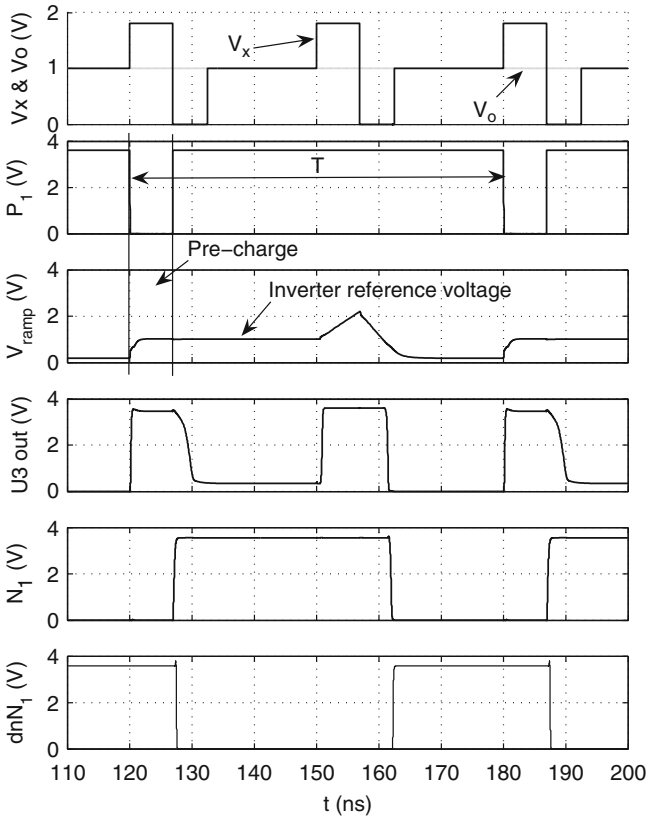 Vx & Vo (V)
2
1
0
Vx
Vo
P1 (V)
4
2
0
T
Pre-charge
Vramp (V)
4
2
0
Inverter reference voltage
U3 out (V)
4
2
0
N1 (V)
4
2
0
dnN1 (V)
4
2
0
110 120 130 140 150 160 170 180 190 200
t (ns)